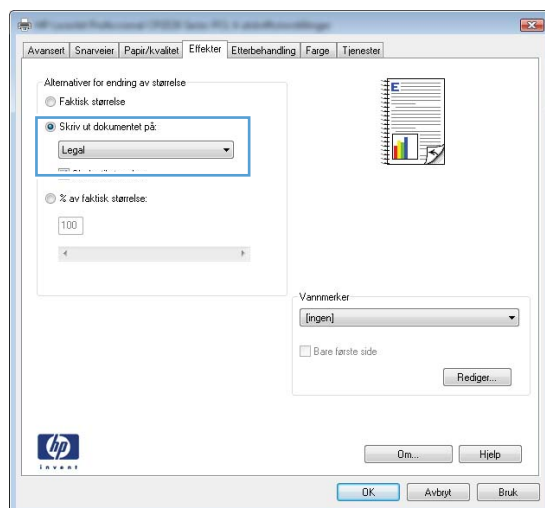 Avansert Snarveier Papir/kvalitet Effekter Etterbehandling Farge Tjenester
Alternativer for endring av størrelse
Faktisk størrelse
Skriv ut dokumentet på:
Legal
% av faktisk størrelse:
100
E
Vannmerker
[ingen]
Bare første side
Rediger...
hp
invent
Om... Hjelp
OK Avbryt Bruk